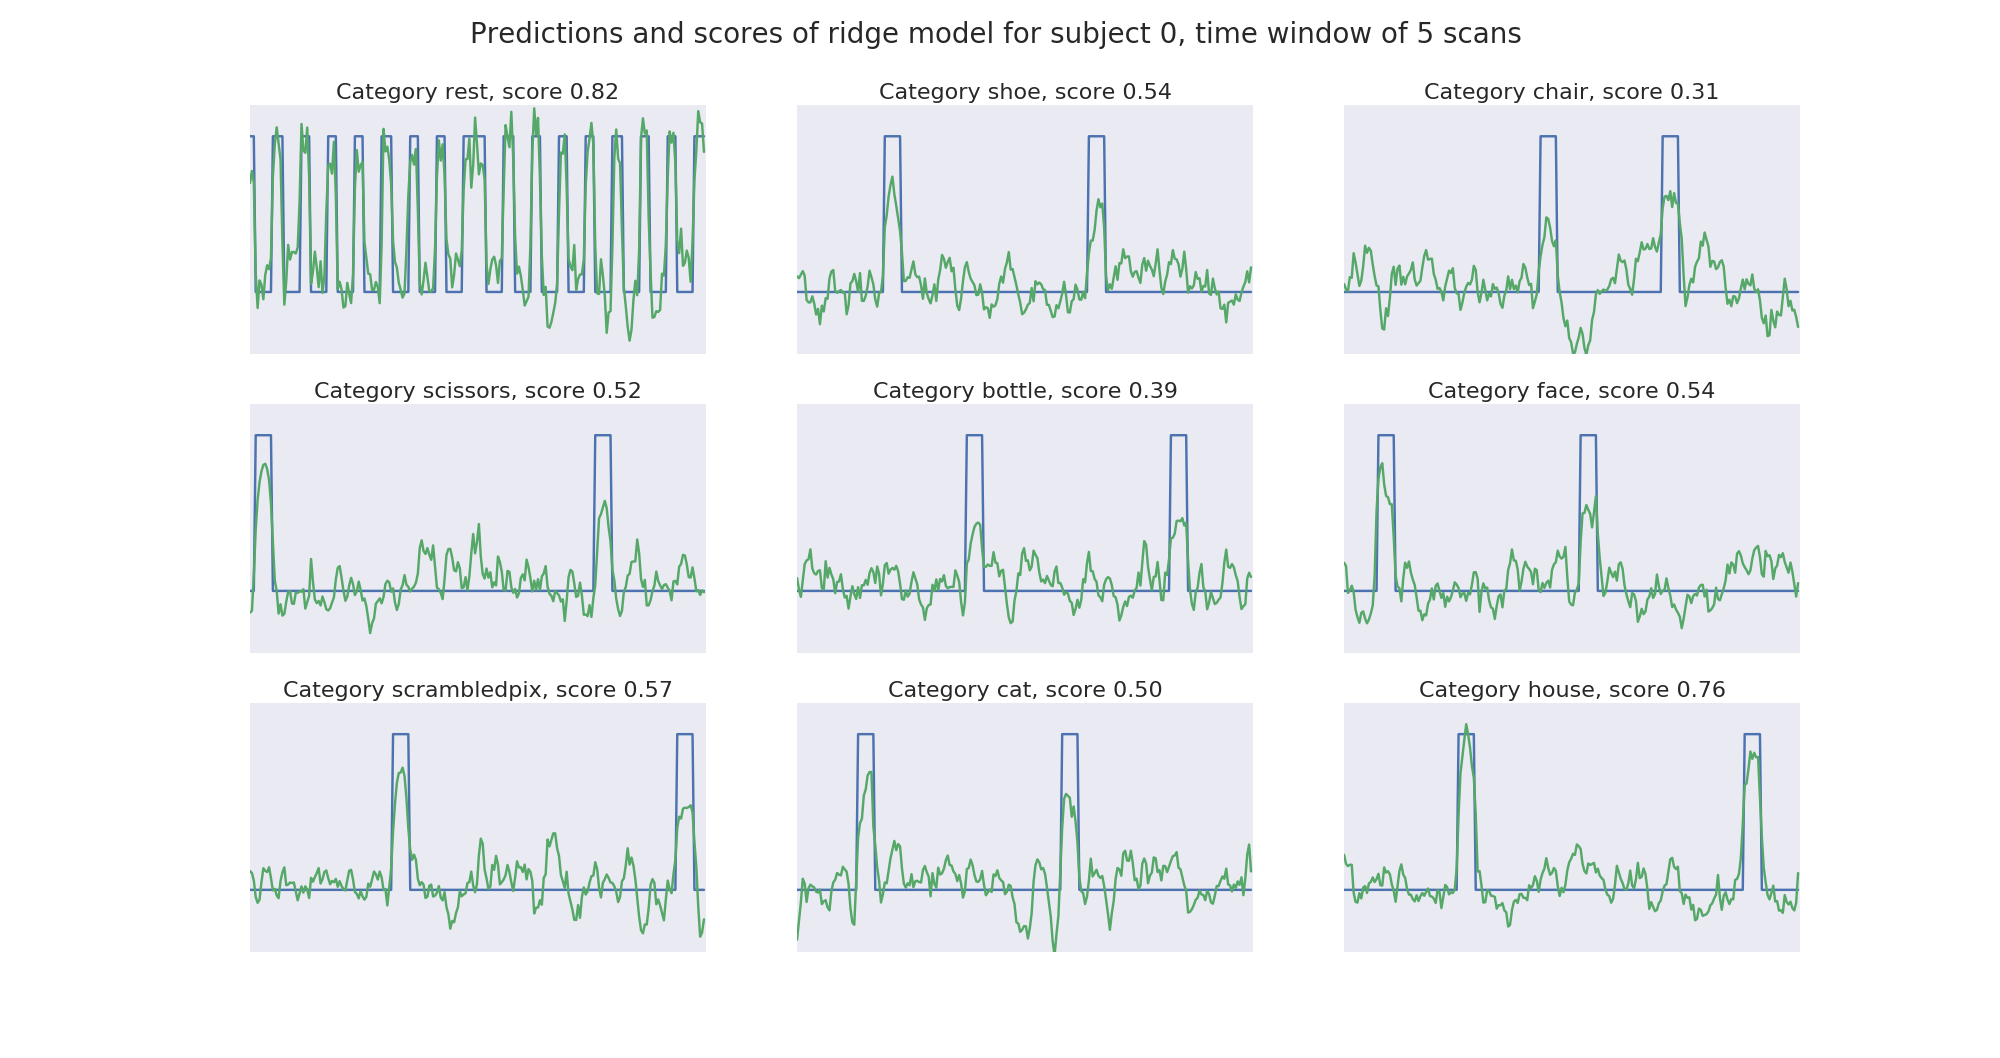 Predictions and scores of ridge model for subject 0, time window of 5 scans
Category rest, score 0.82
Category shoe, score 0.54
Category chair, score 0.31
Category scissors, score 0.52
Category bottle, score 0.39
Category face, score 0.54
Category scrambledpix, score 0.57
Category cat, score 0.50
Category house, score 0.76